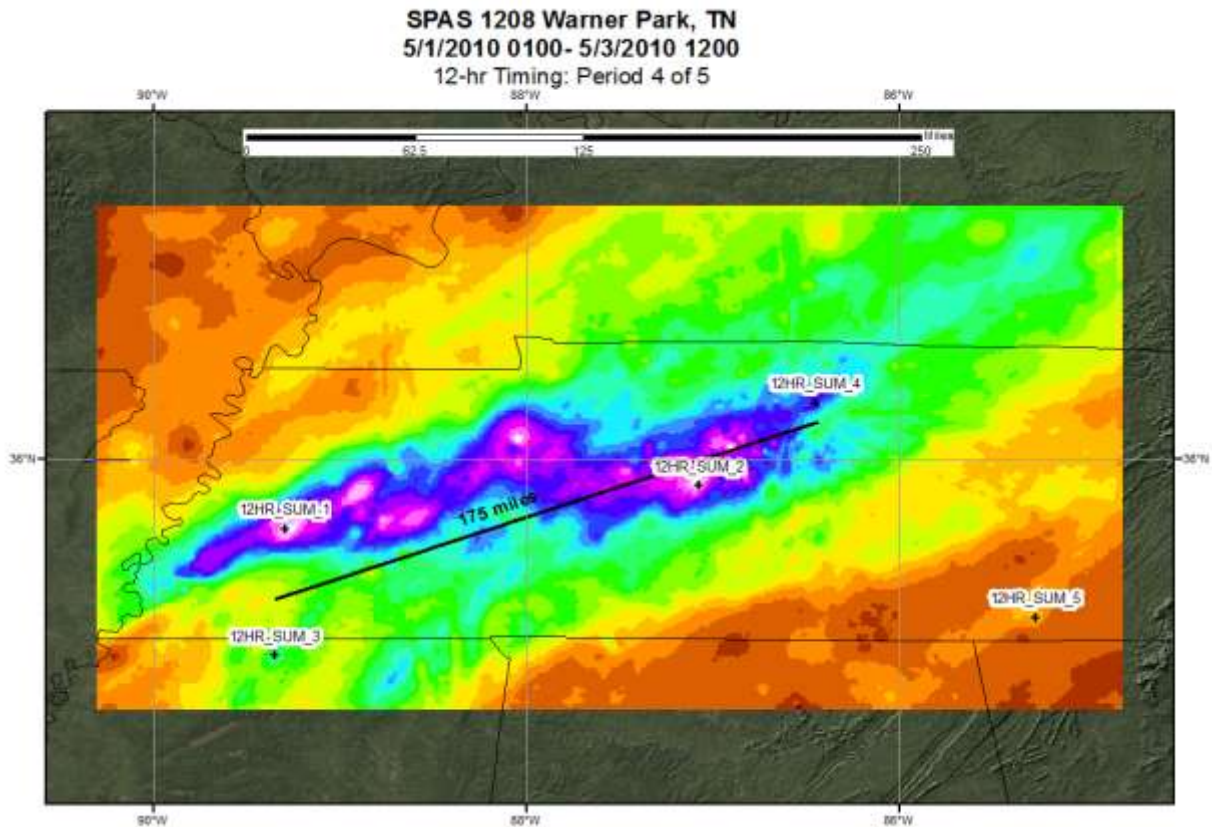 SPAS 1208 Warner Park, TN
5/1/2010 0100- 5/3/2010 1200
12-hr Timing: Period 4 of 5
90°W 88°W 86°W
Miles
0 62.5 125 250
12HR_SUM_4
36°N 36°N
12HR_SUM_2
175 miles
12HR_SUM_1
12HR_SUM_5
12HR_SUM_3
90°W 88°W 86°W